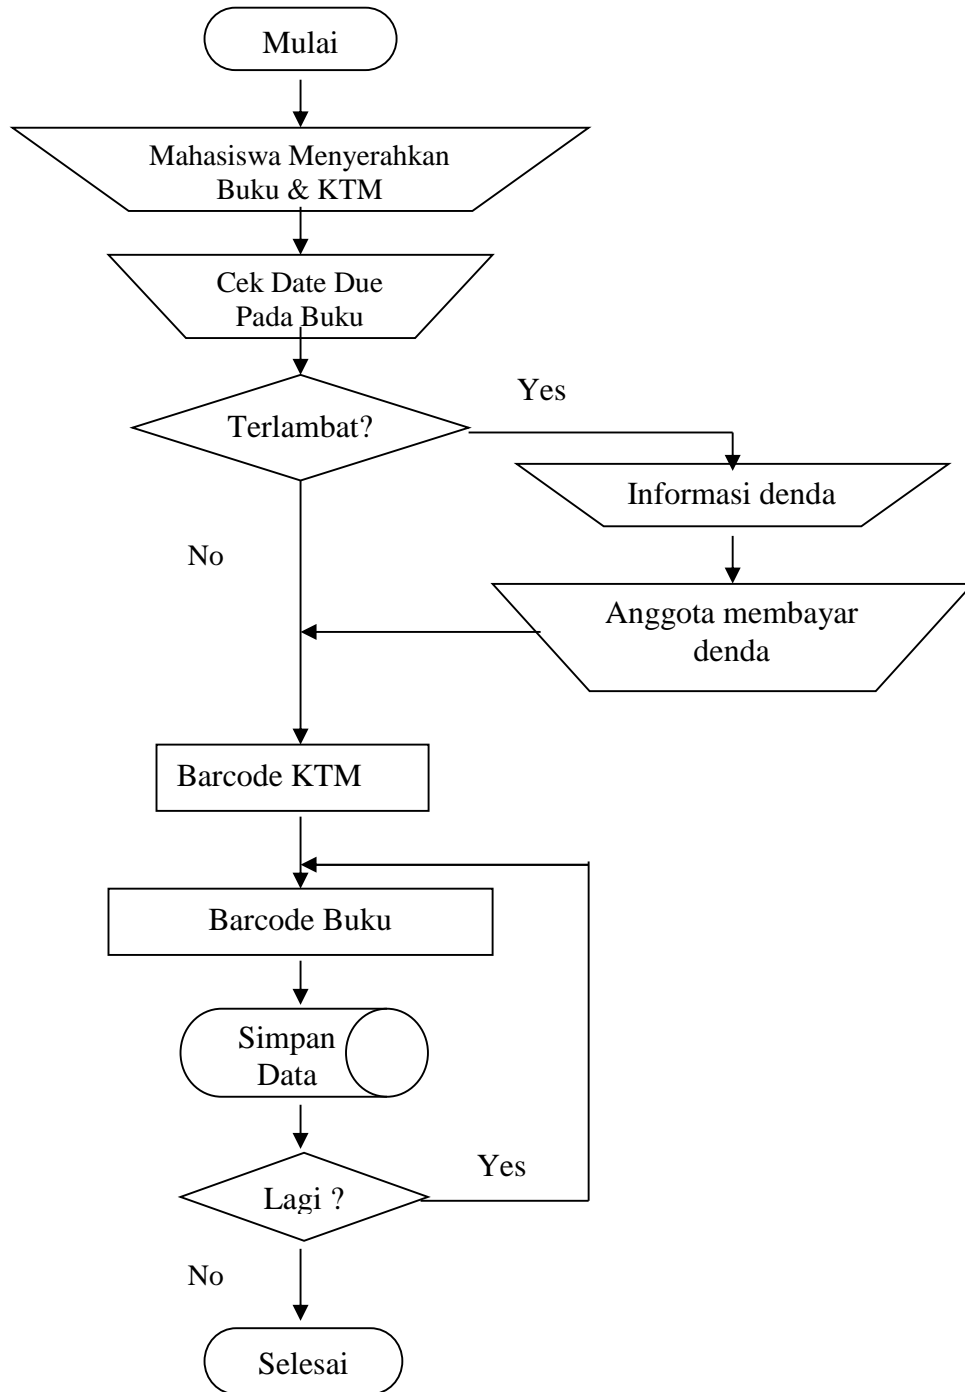 Mulai
Mahasiswa Menyerahkan
Buku & KTM
Cek Date Due
Pada Buku
Terlambat?
Yes
Informasi denda
No
Anggota membayar
denda
Barcode KTM
Barcode Buku
Simpan
Data
Lagi ?
Yes
No
Selesai